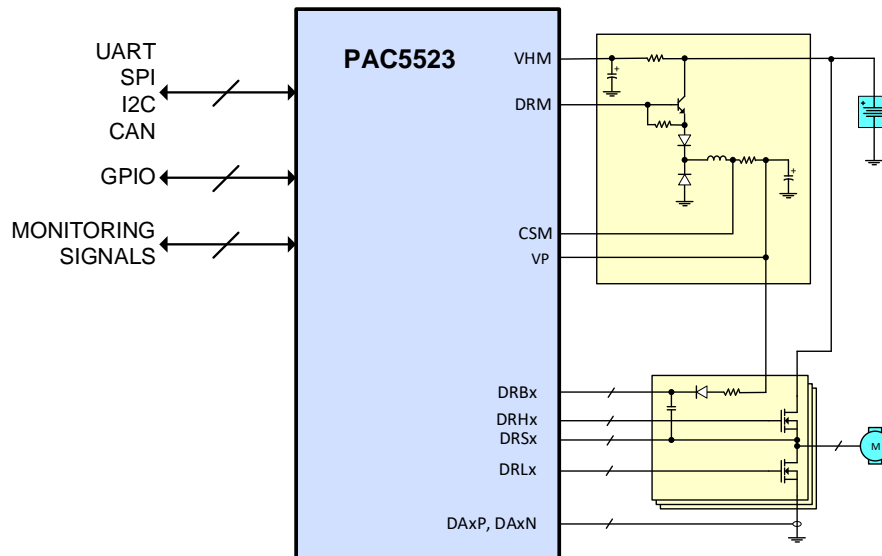 UART
SPI
I2C
CAN
GPIO
MONITORING
SIGNALS
PAC5523
VHM
DRM
CSM
VP
DRBx
DRHx
DRSx
DRLx
DAxP, DAxN
+
+
+
M